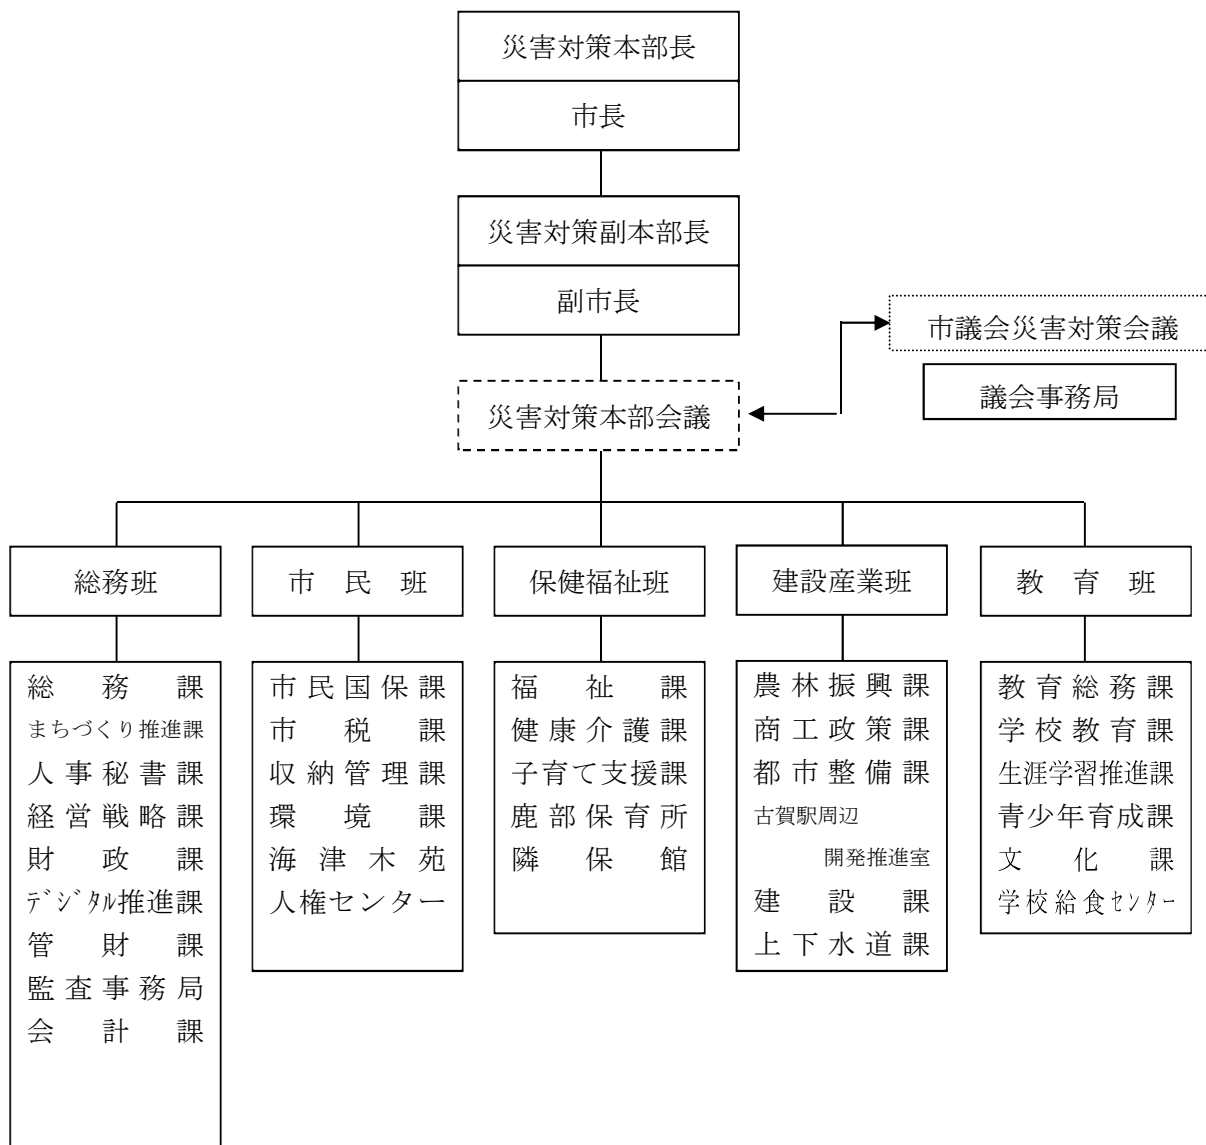 災害対策本部長
市長
災害対策副本部長
副市長
市議会災害対策会議
議会事務局
災害対策本部会議
総務班
市民班
保健福祉班
建設産業班
教育班
総務課
まちづくり推進課
人事秘書課
経営戦略課
財政課
ﾃﾞｼﾞﾀﾙ推進課
管財課
監査事務局
会計課
市民国保課
市税課
収納管理課
環境課
海津木苑
人権センター
福祉課
健康介護課
子育て支援課
鹿部保育所
隣保館
農林振興課
商工政策課
都市整備課
古賀駅周辺
開発推進室
建設課
上下水道課
教育総務課
学校教育課
生涯学習推進課
青少年育成課
文化課
学校給食ｾﾝﾀｰ